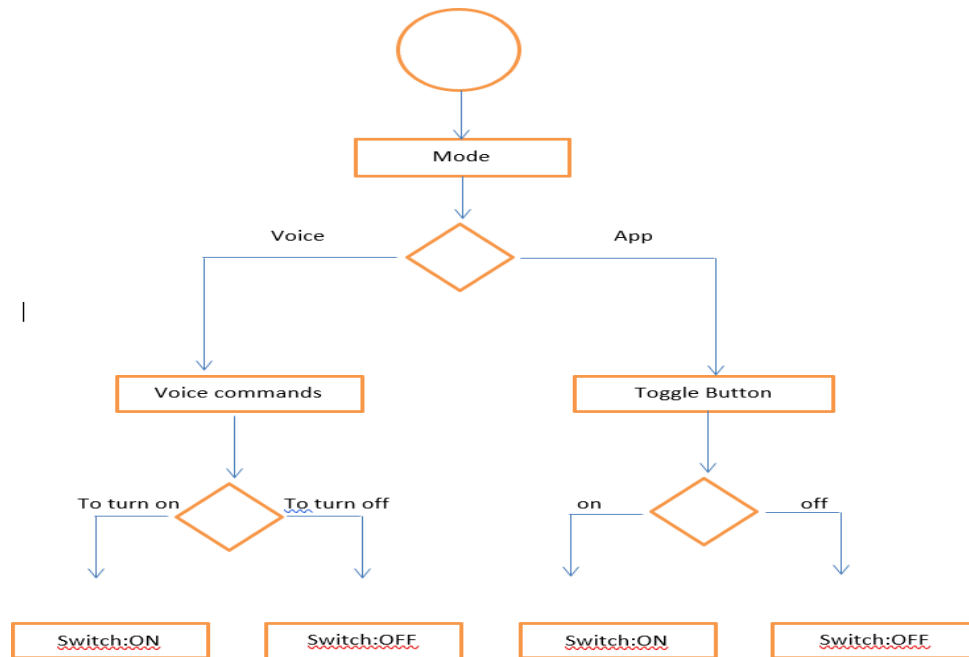 Mode
Voice
App
Voice commands
Toggle Button
To turn on
To turn off
on
off
Switch:ON
Switch:OFF
Switch:ON
Switch:OFF